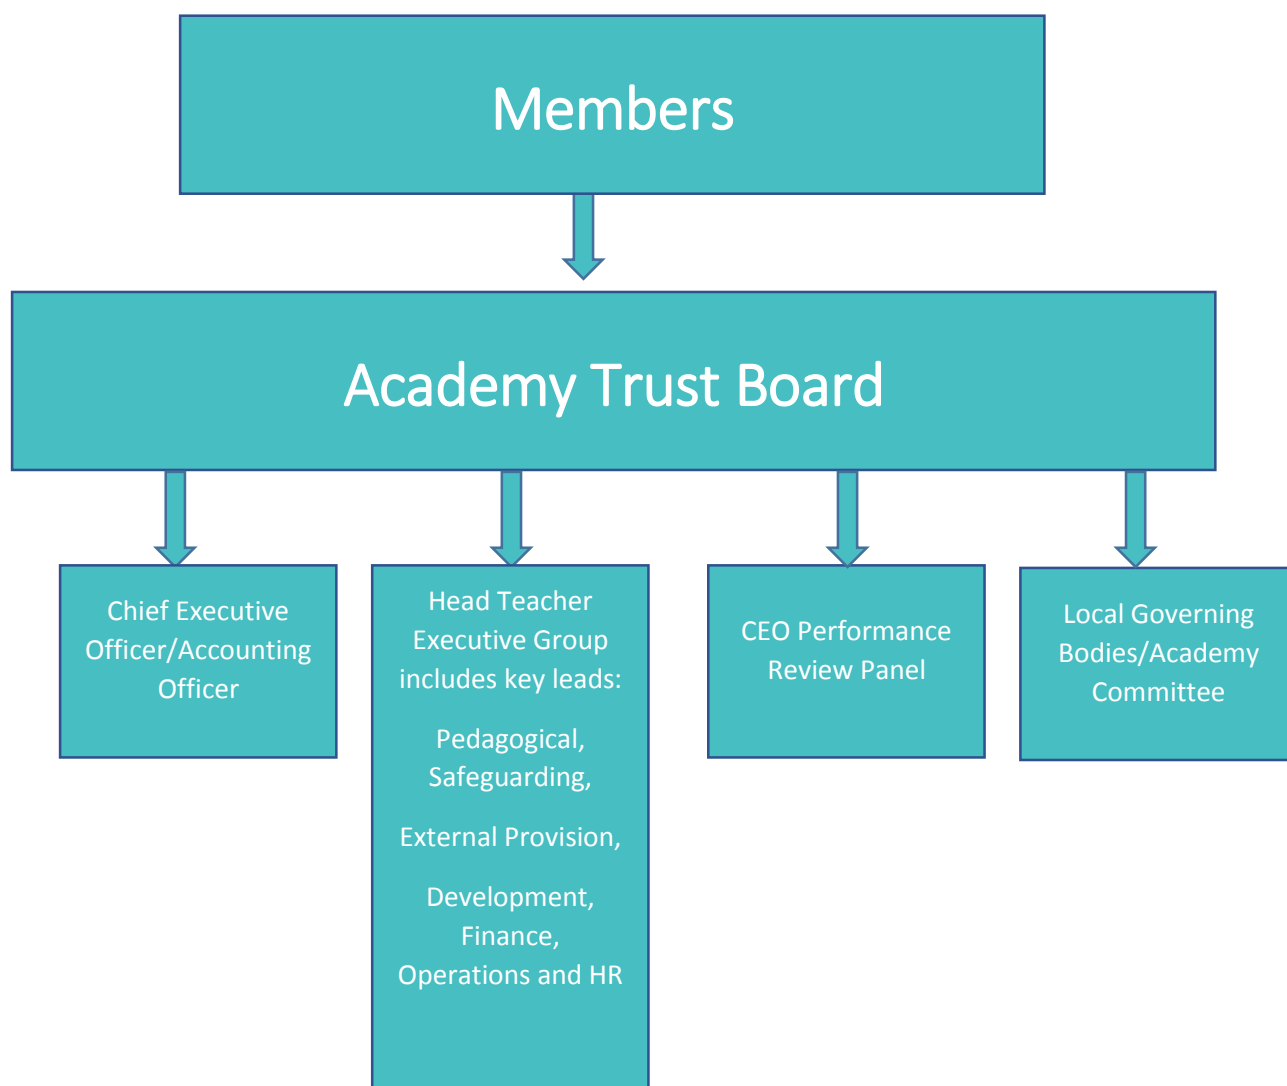 Members
Academy Trust Board
Chief Executive
Officer/Accounting
Officer
Head Teacher
Executive Group
includes key leads:
Pedagogical,
Safeguarding,
External Provision,
Development,
Finance,
Operations and HR
CEO Performance
Review Panel
Local Governing
Bodies/Academy
Committee